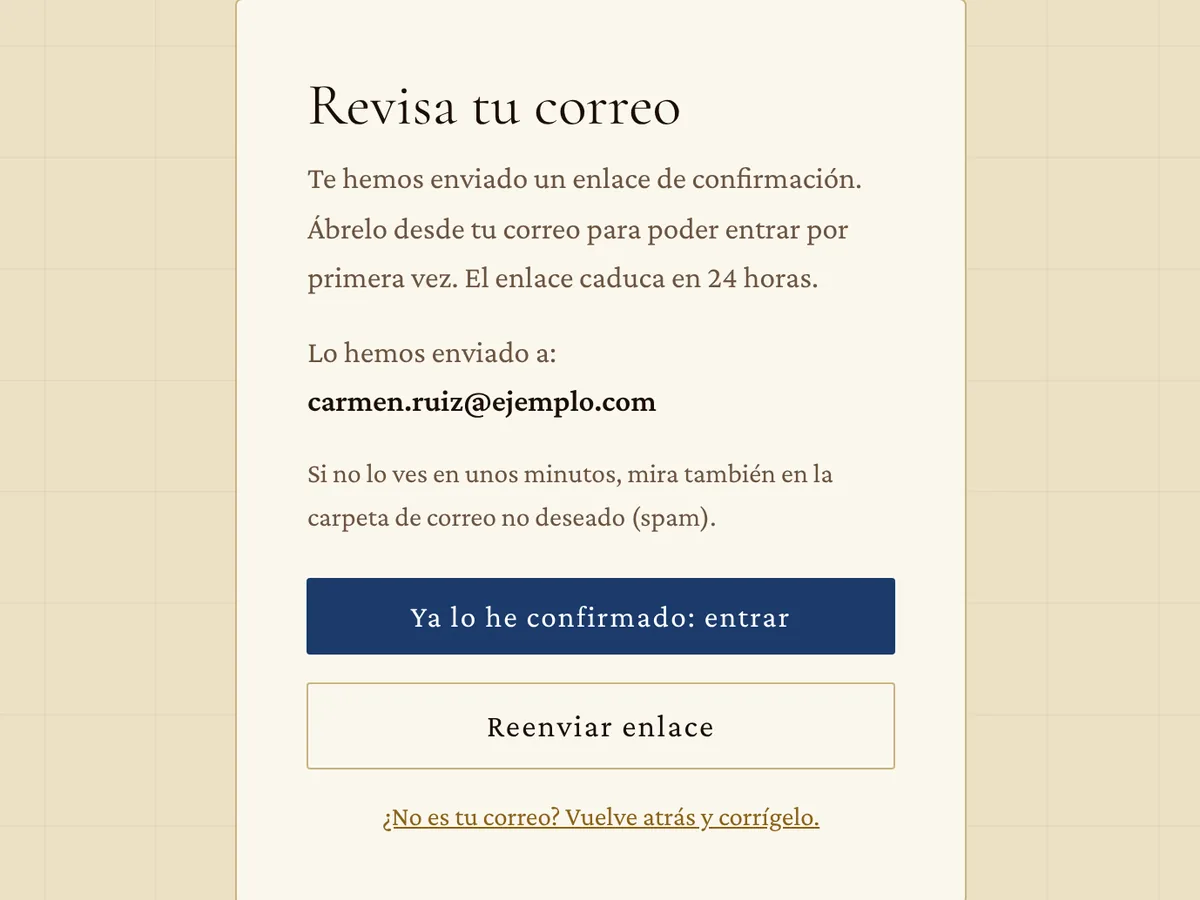 Revisa tu correo
Te hemos enviado un enlace de confirmación.
Ábrelo desde tu correo para poder entrar por
primera vez. El enlace caduca en 24 horas.
Lo hemos enviado a:
carmen.ruiz@ejemplo.com
Si no lo ves en unos minutos, mira también en la
carpeta de correo no deseado (spam).
Ya lo he confirmado: entrar
Reenviar enlace
¿No es tu correo? Vuelve atrás y corrígelo.